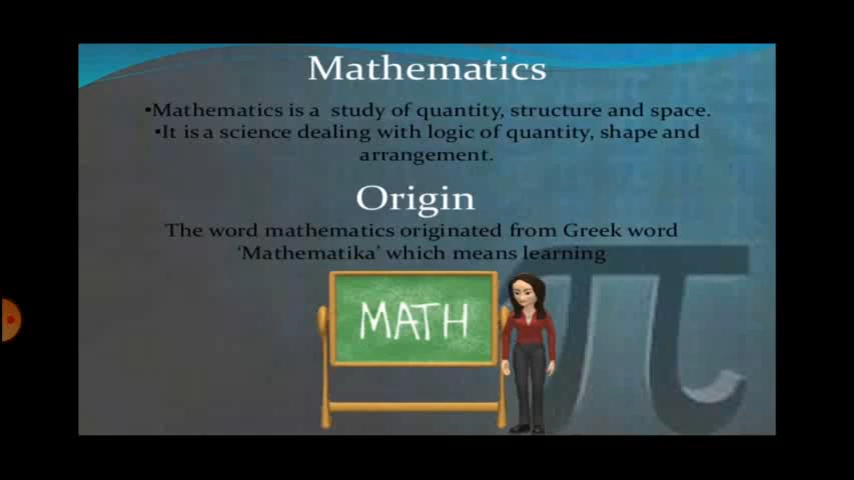 Mathematics
•Mathematics is a study of quantity, structure and space.
•It is a science dealing with logic of quantity, shape and
arrangement.
Origin
The word mathematics originated from Greek word
‘Mathematika’ which means learning
MATH
π